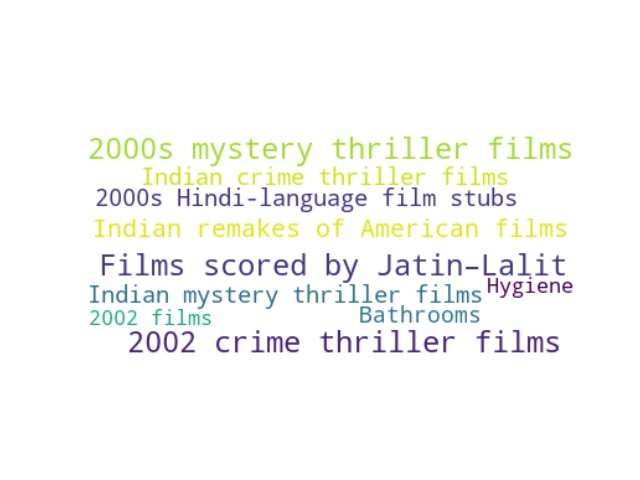 2000s mystery thriller films
Indian crime thriller films
2000s Hindi-language film stubs
Indian remakes of American films
Films scored by Jatin–Lalit
Hygiene
Indian mystery thriller films
Bathrooms
2002 films
2002 crime thriller films